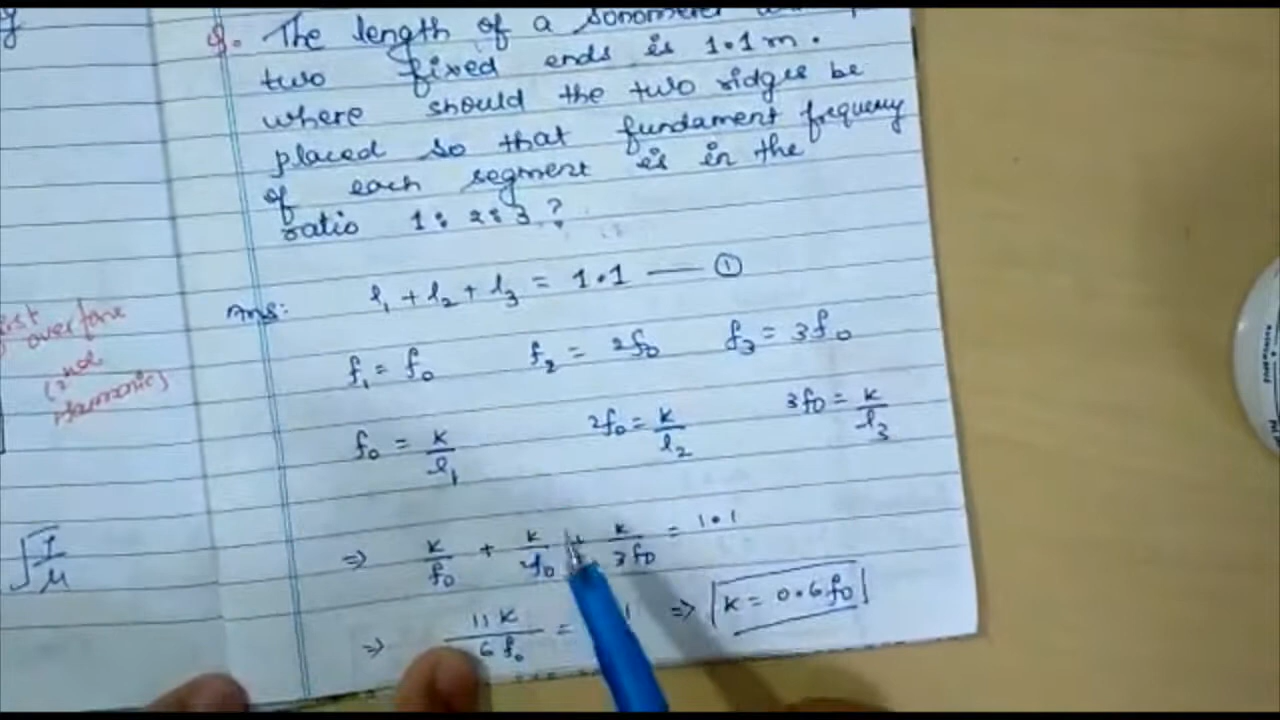 y
Q. The length of a sonometer
two fixed ends is 1.1m.
where should the two ridges be
placed so that fundament frequency
of each segment is in the
ratio 1:2:3?
Ans: l₁ + l₂ + l₃ = 1.1 — ①
f₁ = f₀ f₂ = 2f₀ f₃ = 3f₀
f₀ = k/l₁ 2f₀ = k/l₂ 3f₀ = k/l₃
⇒ k/f₀ + k/2f₀ + k/3f₀ = 1.1
⇒ 11k/6f₀ = 1 ⇒ k = 0.6f₀
overtone
(2nd
Harmonic)
√T/μ